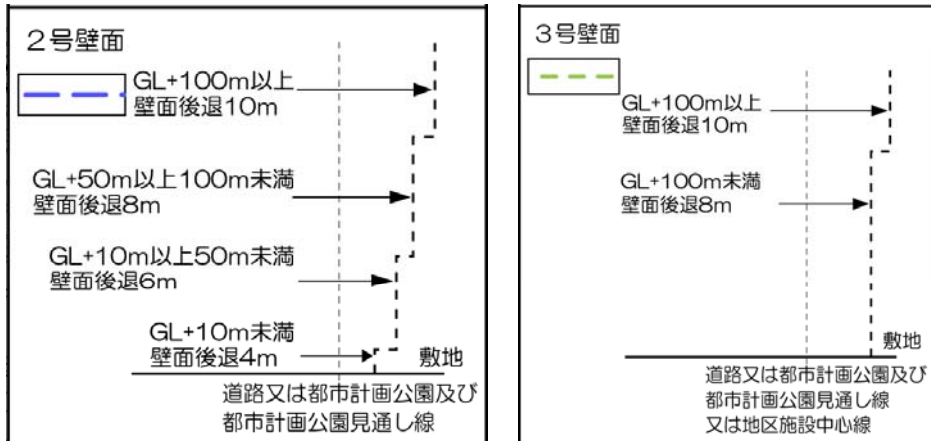 2号壁面
GL+100m以上
壁面後退10m
GL+50m以上100m未満
壁面後退8m
GL+10m以上50m未満
壁面後退6m
GL+10m未満
壁面後退4m
敷地
道路又は都市計画公園及び
都市計画公園見通し線
3号壁面
GL+100m以上
壁面後退10m
GL+100m未満
壁面後退8m
敷地
道路又は都市計画公園及び
都市計画公園見通し線
又は地区施設中心線